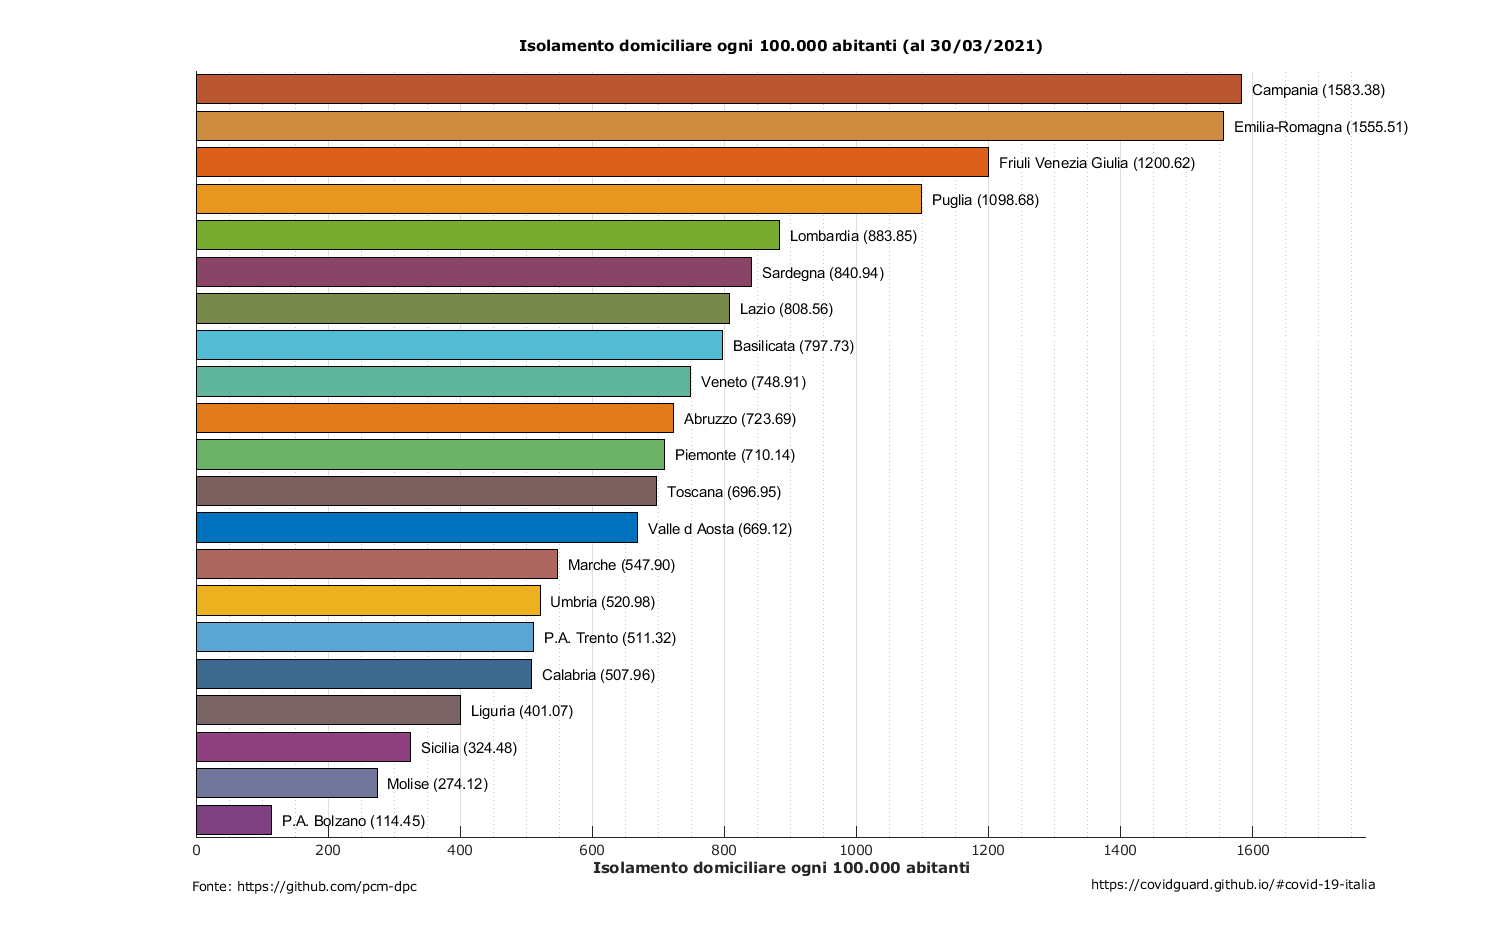 Isolamento domiciliare ogni 100.000 abitanti (al 30/03/2021)
Campania (1583.38)
Emilia-Romagna (1555.51)
Friuli Venezia Giulia (1200.62)
Puglia (1098.68)
Lombardia (883.85)
Sardegna (840.94)
Lazio (808.56)
Basilicata (797.73)
Veneto (748.91)
Abruzzo (723.69)
Piemonte (710.14)
Toscana (696.95)
Valle d Aosta (669.12)
Marche (547.90)
Umbria (520.98)
P.A. Trento (511.32)
Calabria (507.96)
Liguria (401.07)
Sicilia (324.48)
Molise (274.12)
P.A. Bolzano (114.45)
0 200 400 600 800 1000 1200 1400 1600
Isolamento domiciliare ogni 100.000 abitanti
Fonte: https://github.com/pcm-dpc
https://covidguard.github.io/#covid-19-italia